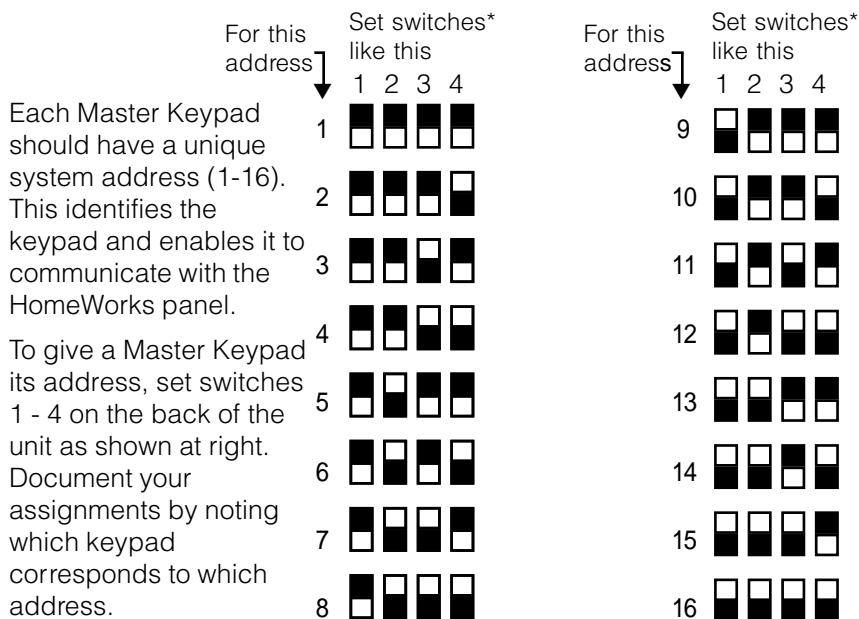 For this
address
Set switches*
like this
1 2 3 4
Each Master Keypad
should have a unique
system address (1-16).
This identifies the
keypad and enables it to
communicate with the
HomeWorks panel.
To give a Master Keypad
its address, set switches
1 - 4 on the back of the
unit as shown at right.
Document your
assignments by noting
which keypad
corresponds to which
address.
1
2
3
4
5
6
7
8
For this
address
Set switches*
like this
1 2 3 4
9
10
11
12
13
14
15
16